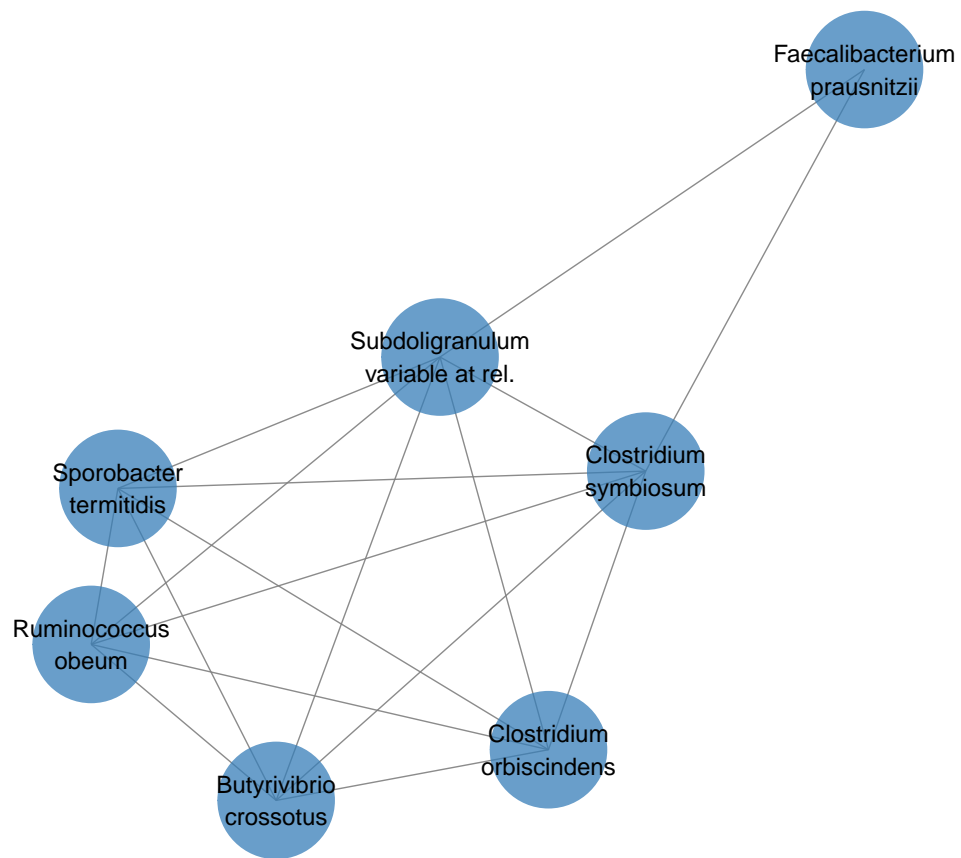 Faecalibacterium
prausnitzii
Subdoligranulum
variable at rel.
Clostridium
symbiosum
Sporobacter
termitidis
Ruminococcus
obeum
Clostridium
orbiscindens
Butyrivibrio
crossotus